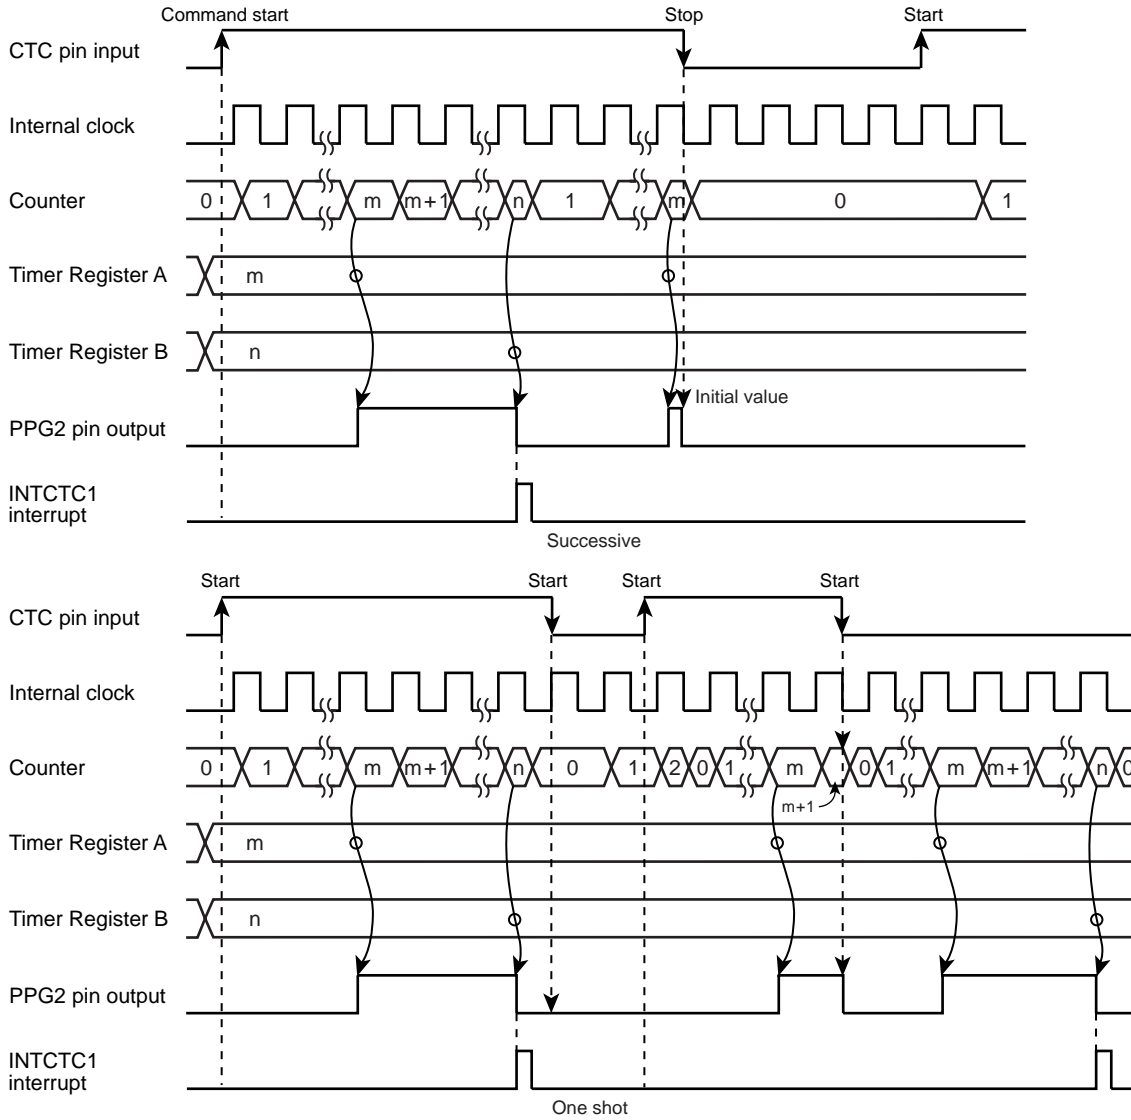 Command start Stop Start
CTC pin input
Internal clock
Counter 0 1 m m+1 n 1 m 0 1
Timer Register A m
Timer Register B n
Initial value
PPG2 pin output
INTCTC1
interrupt
Successive
Start Start Start Start
CTC pin input
Internal clock
Counter 0 1 m m+1 n 0 1 2 0 1 m 0 1 m m+1 n 0
m+1
Timer Register A m
Timer Register B n
PPG2 pin output
INTCTC1
interrupt
One shot